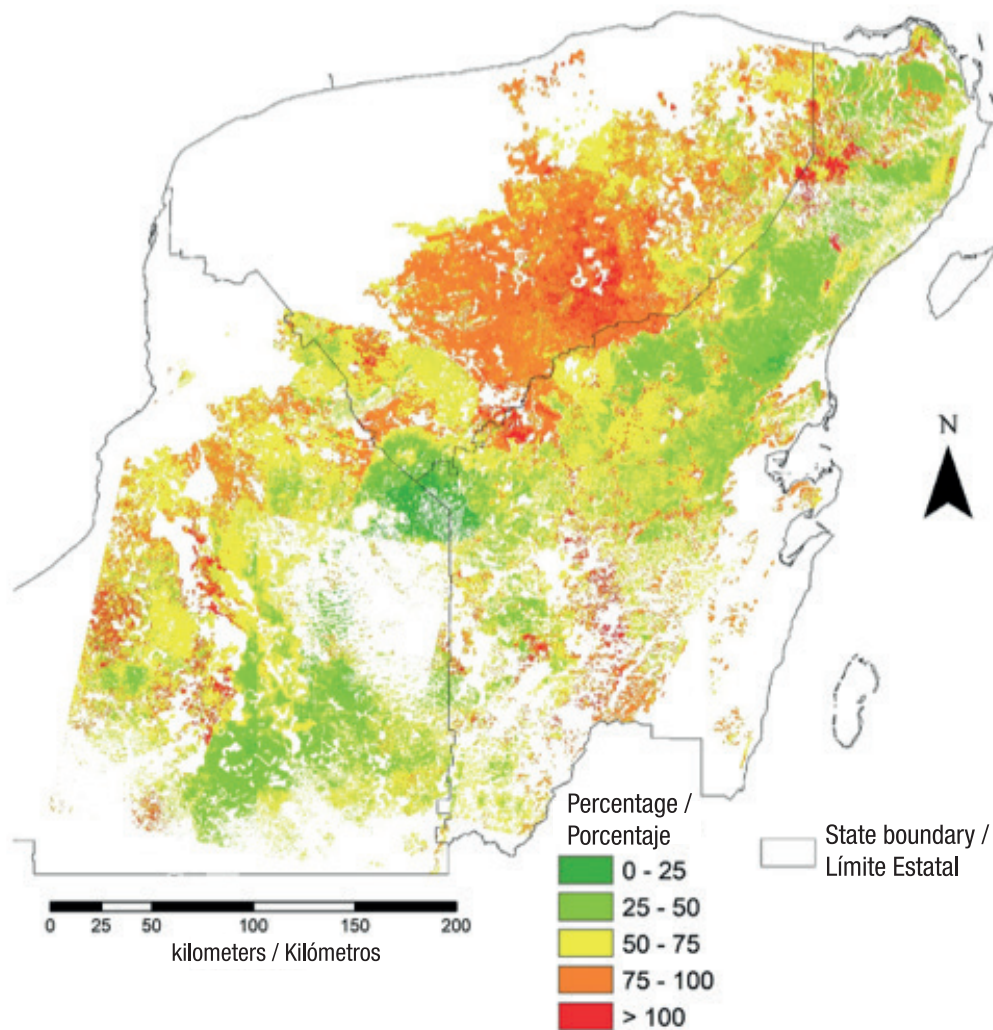 N
Percentage /
Porcentaje
0 - 25
25 - 50
50 - 75
75 - 100
> 100
State boundary /
Límite Estatal
0 25 50 100 150 200
kilometers / Kilómetros